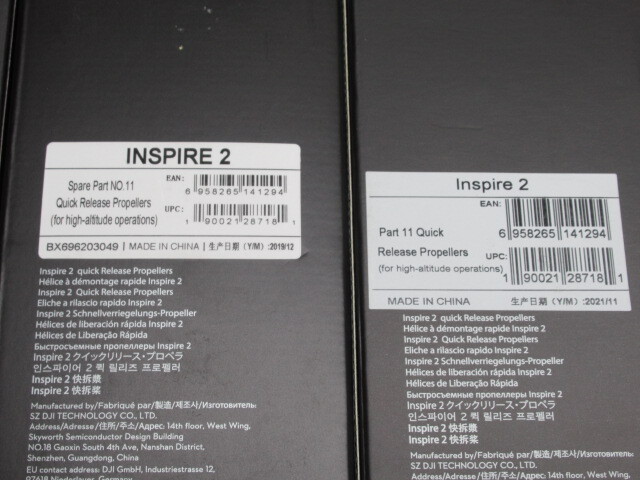 INSPIRE 2
Spare Part NO.11
Quick Release Propellers
(for high-altitude operations)
EAN:
6 958265 141294
UPC:
1 90021 28718 1
BX696203049 | MADE IN CHINA | 生产日期 (Y/M) : 2019/12
Inspire 2 quick Release Propellers
Hélice à démontage rapide Inspire 2
Inspire 2 Quick Release Propellers
Eliche a rilascio rapido Inspire 2
Inspire 2 Schnellverriegelungs-Propeller
Hélices de liberación rápida Inspire 2
Hélices de Liberação Rápida
Быстросъемные пропеллеры Inspire 2
Inspire 2 クイックリリース・プロペラ
인스파이어 2 퀵 릴리즈 프로펠러
Inspire 2 快拆槳
Inspire 2 快拆桨
Manufactured by/Fabriqué par/製造/제조사/Изготовитель:
SZ DJI TECHNOLOGY CO., LTD.
Address/Adresse/住所/주소/Адрес: 14th floor, West Wing,
Skyworth Semiconductor Design Building
NO.18 Gaoxin South 4th Ave, Nanshan District,
Shenzhen, Guangdong, China
EU contact address: DJI GmbH, Industriestrasse 12,
97618 Niederlauer, Germany
Inspire 2
Part 11 Quick
Release Propellers
(for high-altitude operations)
EAN:
6 958265 141294
UPC:
1 90021 28718 1
MADE IN CHINA 生产日期 (Y/M) : 2021/11
Inspire 2 quick Release Propellers
Hélice à démontage rapide Inspire 2
Inspire 2 Quick Release Propellers
Eliche a rilascio rapido Inspire 2
Inspire 2 Schnellverriegelungs-Propeller
Hélices de liberación rápida Inspire 2
Hélices de Liberação Rápida
Быстросъемные пропеллеры Inspire 2
Inspire 2 クイックリリース・プロペラ
인스파이어 2 퀵 릴리즈 프로펠러
Inspire 2 快拆槳
Inspire 2 快拆桨
Manufactured by/Fabriqué par/製造/제조사/Изготовитель:
SZ DJI TECHNOLOGY CO., LTD.
Address/Adresse/住所/주소/Адрес: 14th floor, West Wing,